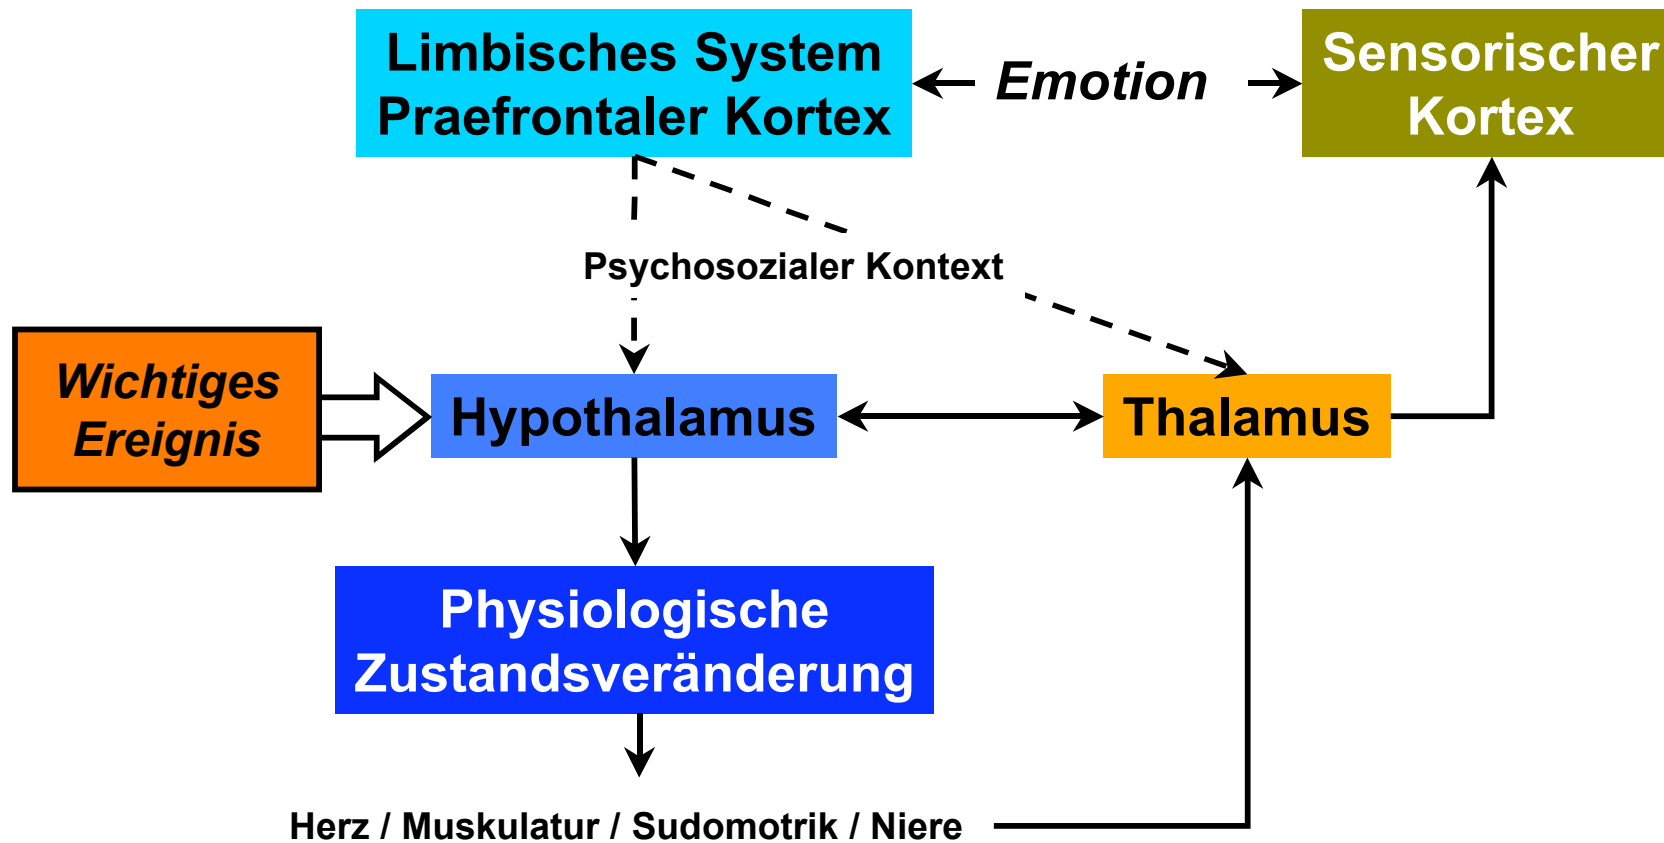 Limbisches System
Praefrontaler Kortex
Emotion
Sensorischer
Kortex
Psychosozialer Kontext
Wichtiges
Ereignis
Hypothalamus
Thalamus
Physiologische
Zustandsveränderung
Herz / Muskulatur / Sudomotrik / Niere